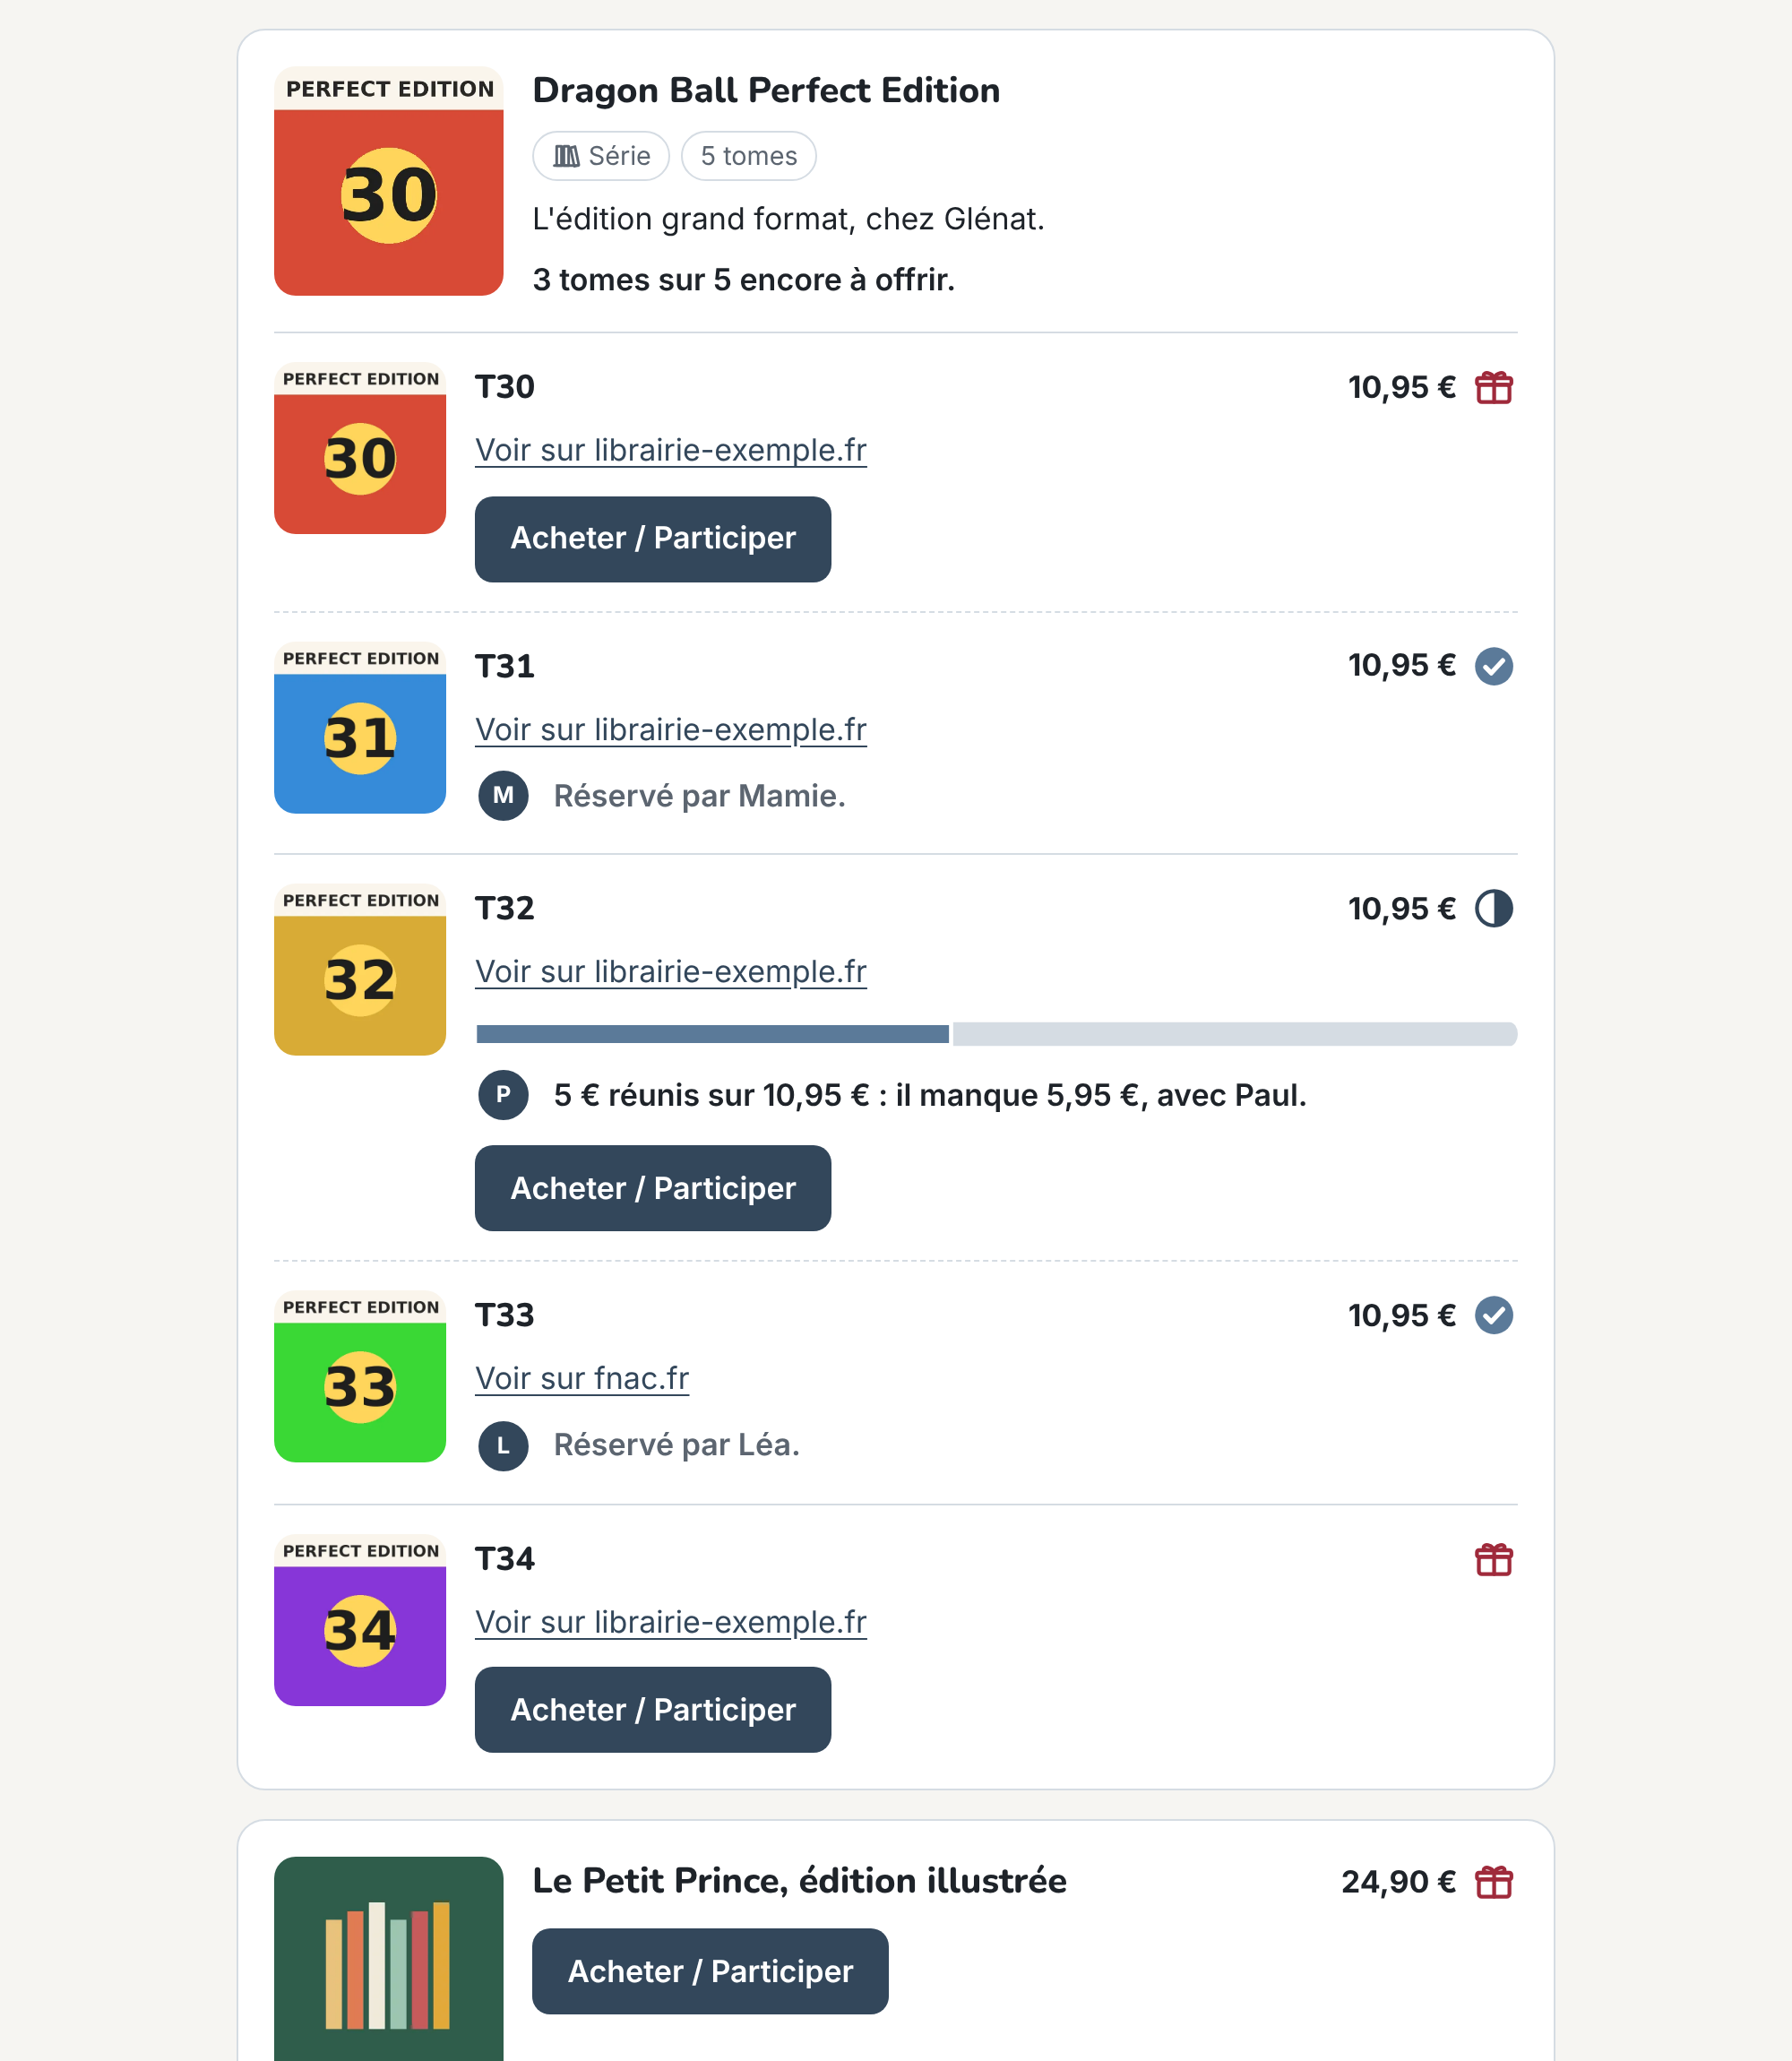 PERFECT EDITION
30
Dragon Ball Perfect Edition
Série
5 tomes
L'édition grand format, chez Glénat.
3 tomes sur 5 encore à offrir.
PERFECT EDITION
30
T30
10,95 €
Voir sur librairie-exemple.fr
Acheter / Participer
PERFECT EDITION
31
T31
10,95 €
Voir sur librairie-exemple.fr
M
Réservé par Mamie.
PERFECT EDITION
32
T32
10,95 €
Voir sur librairie-exemple.fr
P
5 € réunis sur 10,95 € : il manque 5,95 €, avec Paul.
Acheter / Participer
PERFECT EDITION
33
T33
10,95 €
Voir sur fnac.fr
L
Réservé par Léa.
PERFECT EDITION
34
T34
Voir sur librairie-exemple.fr
Acheter / Participer
Le Petit Prince, édition illustrée
24,90 €
Acheter / Participer